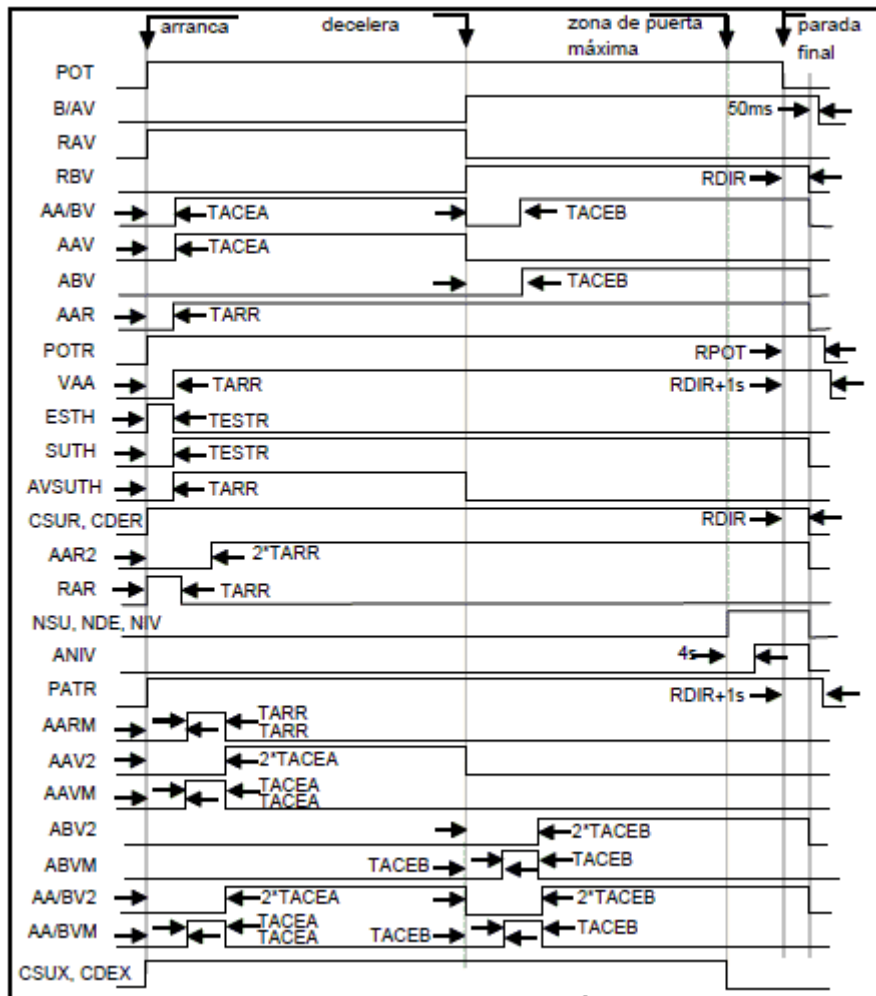 arranca decelera zona de puerta parada
máxima final
POT
B/AV 50ms
RAV
RBV RDIR
AA/BV TACEA TACEB
AAV TACEA
ABV TACEB
AAR TARR
POTR RPOT
VAA TARR RDIR+1s
ESTH TESTR
SUTH TESTR
AVSUTH TARR
CSUR, CDER RDIR
AAR2 2*TARR
RAR TARR
NSU, NDE, NIV
ANIV 4s
PATR RDIR+1s
AARM TARR
TARR
AAV2 2*TACEA
AAVM TACEA
TACEA
ABV2 2*TACEB
ABVM TACEB TACEB
AA/BV2 2*TACEA 2*TACEB
AA/BVM TACEA TACEB TACEB
TACEA
CSUX, CDEX